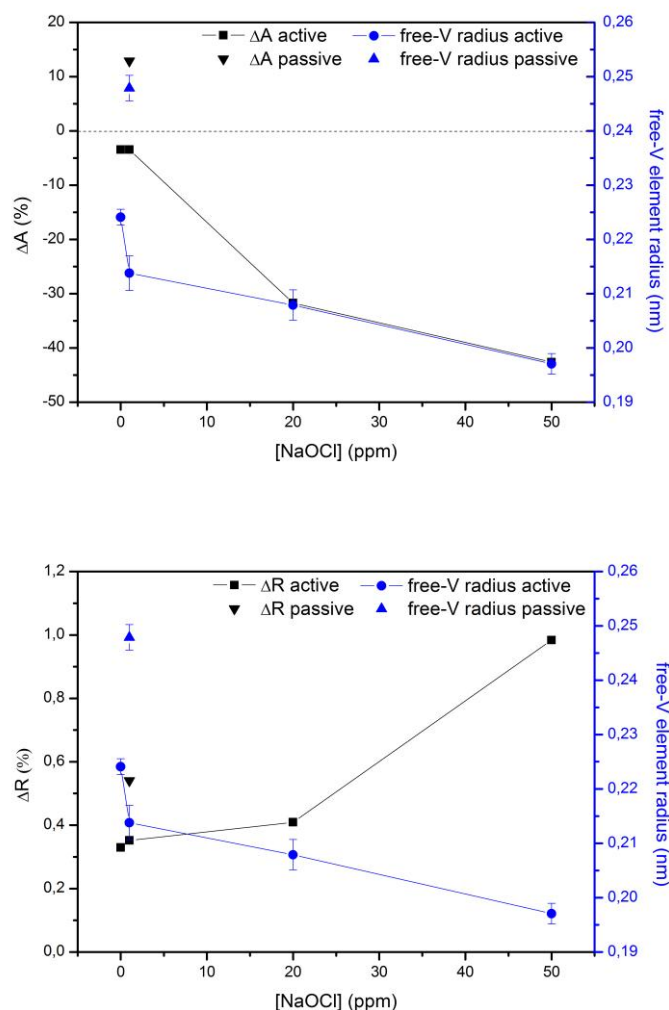 ΔA active free-V radius active
ΔA passive free-V radius passive
20
10
0
-10
-20
-30
-40
-50
ΔA (%)
0,26
0,25
0,24
0,23
0,22
0,21
0,20
0,19
free-V element radius (nm)
0 10 20 30 40 50
[NaOCl] (ppm)
ΔR active free-V radius active
ΔR passive free-V radius passive
1,2
1,0
0,8
0,6
0,4
0,2
0,0
ΔR (%)
0,26
0,25
0,24
0,23
0,22
0,21
0,20
0,19
free-V element radius (nm)
0 10 20 30 40 50
[NaOCl] (ppm)